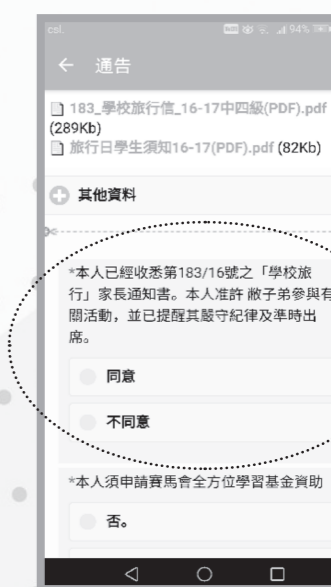 csl.
94%
通告
183_學校旅行信_16-17中四級(PDF).pdf
(289Kb)
旅行日學生須知16-17(PDF).pdf (82Kb)
其他資料
*本人已經收悉第183/16號之「學校旅
行」家長通知書。本人准許 敝子弟參與有
關活動，並已提醒其嚴守紀律及準時出
席。
同意
不同意
*本人須申請賽馬會全方位學習基金資助
否。